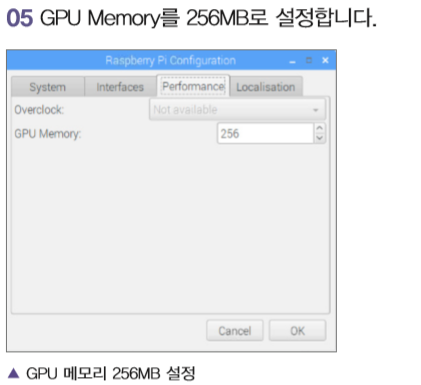 05 GPU Memory를 256MB로 설정합니다.
Raspberry Pi Configuration
System Interfaces Performance Localisation
Overclock: Not available
GPU Memory: 256
Cancel OK
▲ GPU 메모리 256MB 설정